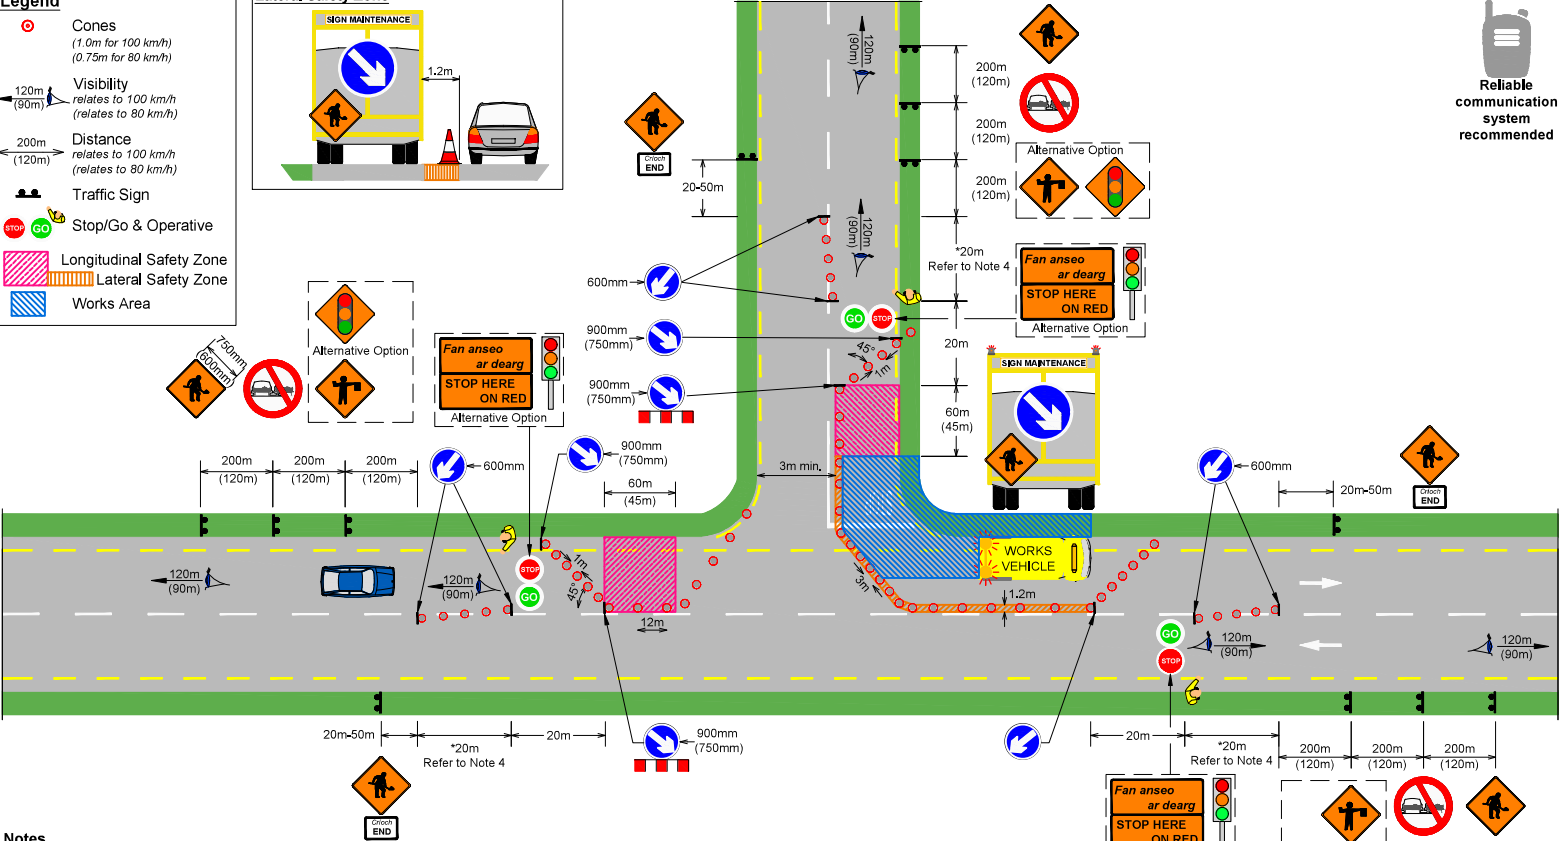 Legend
Cones
(1.0m for 100 km/h)
(0.75m for 80 km/h)
120m
(90m)
Visibility
relates to 100 km/h
(relates to 80 km/h)
200m
(120m)
Distance
relates to 100 km/h
(relates to 80 km/h)
Traffic Sign
STOP
GO
Stop/Go & Operative
Longitudinal Safety Zone
Lateral Safety Zone
Works Area
Lateral Safety Zone
SIGN MAINTENANCE
1.2m
Críoch
END
20-50m
120m
(90m)
200m
(120m)
200m
(120m)
200m
(120m)
Alternative Option
Reliable
communication
system
recommended
120m
(90m)
*20m
Refer to Note 4
Fan anseo
ar dearg
STOP HERE
ON RED
Alternative Option
600mm
GO
STOP
900mm
(750mm)
45°
1m
20m
900mm
(750mm)
60m
(45m)
3m min.
SIGN MAINTENANCE
750mm
(600mm)
Alternative Option
Fan anseo
ar dearg
STOP HERE
ON RED
Alternative Option
200m
(120m)
200m
(120m)
200m
(120m)
600mm
900mm
(750mm)
60m
(45m)
600mm
Críoch
END
20m-50m
120m
(90m)
120m
(90m)
STOP
GO
1m
45°
12m
3m
WORKS
VEHICLE
1.2m
GO
STOP
120m
(90m)
120m
(90m)
20m-50m
*20m
Refer to Note 4
20m
900mm
(750mm)
20m
*20m
Refer to Note 4
200m
(120m)
200m
(120m)
200m
(120m)
Críoch
END
Fan anseo
ar dearg
STOP HERE
ON RED
Notes